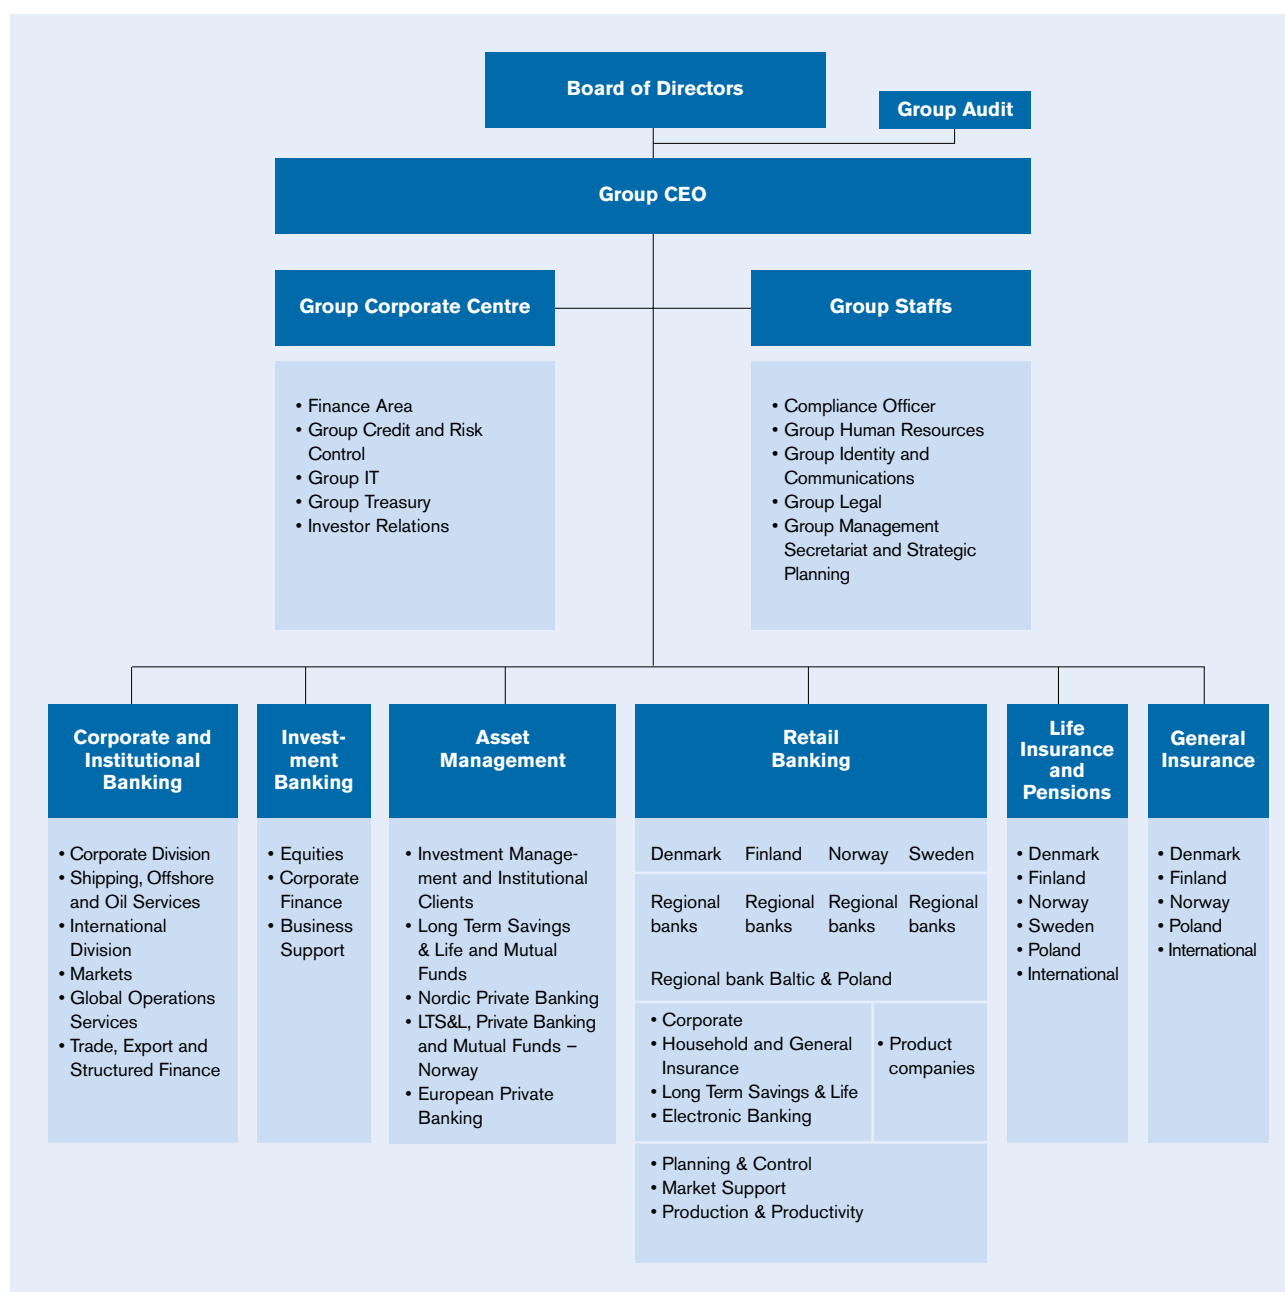 Board of Directors
Group Audit
Group CEO
Group Corporate Centre
Group Staffs
• Finance Area
• Group Credit and Risk
Control
• Group IT
• Group Treasury
• Investor Relations
• Compliance Officer
• Group Human Resources
• Group Identity and
Communications
• Group Legal
• Group Management
Secretariat and Strategic
Planning
Corporate and
Institutional
Banking
• Corporate Division
• Shipping, Offshore
and Oil Services
• International
Division
• Markets
• Global Operations
Services
• Trade, Export and
Structured Finance
Invest-
ment
Banking
• Equities
• Corporate
Finance
• Business
Support
Asset
Management
• Investment Manage-
ment and Institutional
Clients
• Long Term Savings
& Life and Mutual
Funds
• Nordic Private Banking
• LTS&L, Private Banking
and Mutual Funds –
Norway
• European Private
Banking
Retail
Banking
Denmark Finland Norway Sweden
Regional Regional Regional Regional
banks banks banks banks
Regional bank Baltic & Poland
• Corporate
• Household and General
Insurance
• Long Term Savings & Life
• Electronic Banking
• Product
companies
• Planning & Control
• Market Support
• Production & Productivity
Life
Insurance
and
Pensions
• Denmark
• Finland
• Norway
• Sweden
• Poland
• International
General
Insurance
• Denmark
• Finland
• Norway
• Poland
• International